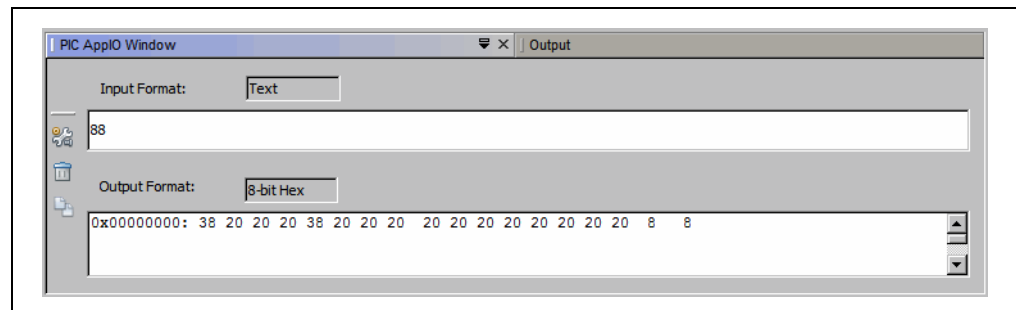 PIC AppIO Window Output
Input Format: Text
88
Output Format: 8-bit Hex
0x00000000: 38 20 20 20 38 20 20 20  20 20 20 20 20 20 20 20  8   8